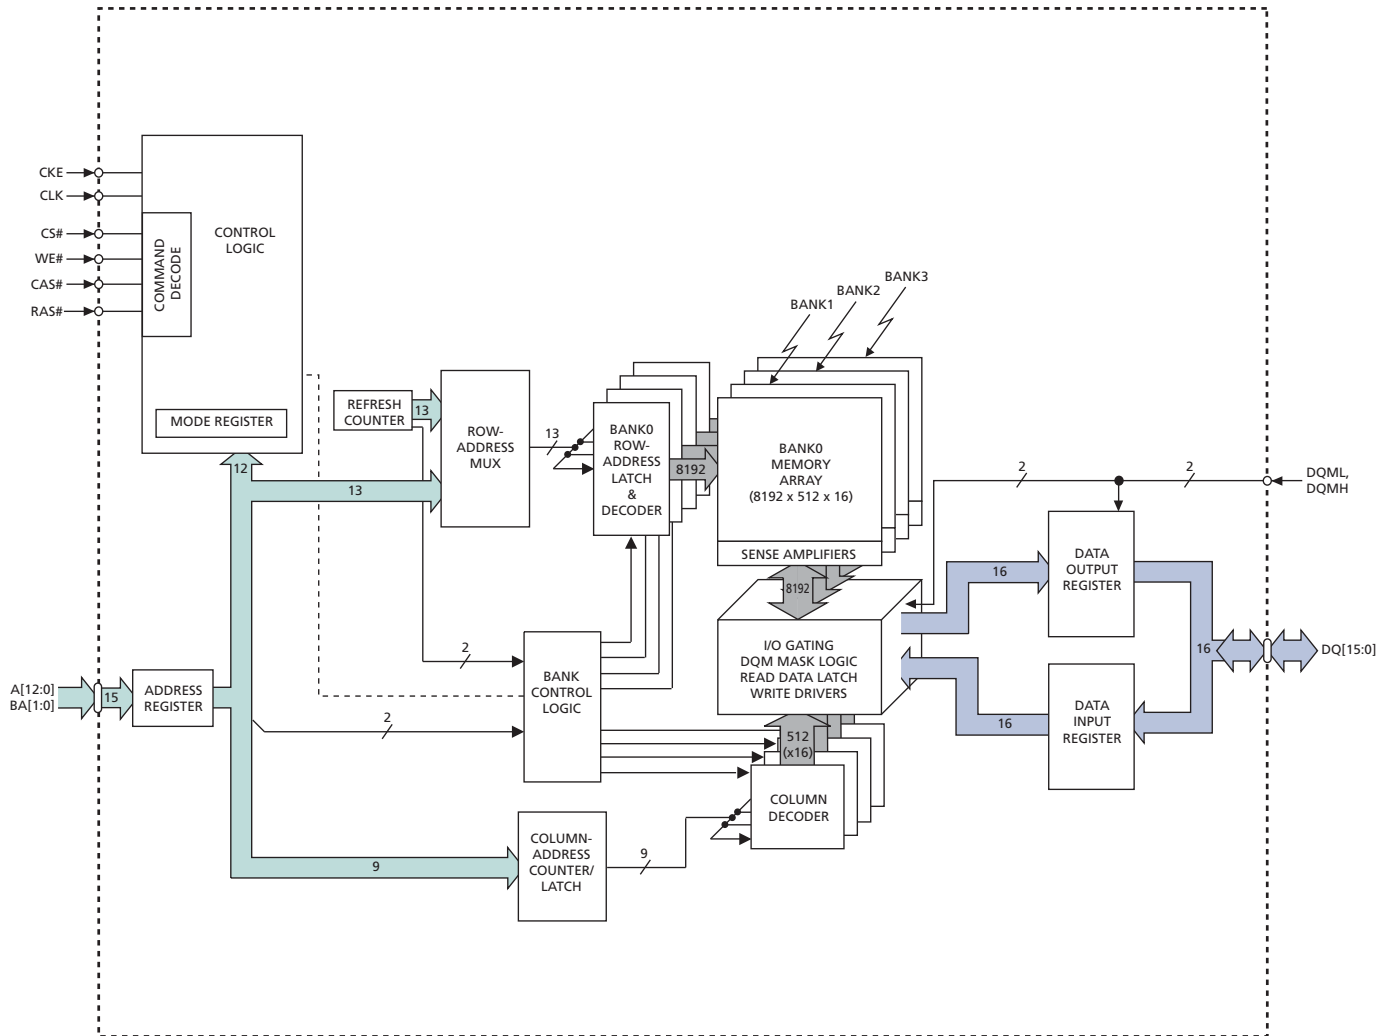 CKE
CLK
CS#
WE#
CAS#
RAS#
COMMAND
DECODE
CONTROL
LOGIC
MODE REGISTER
12
REFRESH
COUNTER
13
13
ROW-
ADDRESS
MUX
13
BANK0
ROW-
ADDRESS
LATCH
&
DECODER
8192
BANK1
BANK2
BANK3
BANK0
MEMORY
ARRAY
(8192 x 512 x 16)
SENSE AMPLIFIERS
8192
I/O GATING
DQM MASK LOGIC
READ DATA LATCH
WRITE DRIVERS
2
2
DQML,
DQMH
16
DATA
OUTPUT
REGISTER
16
DQ[15:0]
16
DATA
INPUT
REGISTER
A[12:0]
BA[1:0]
15
ADDRESS
REGISTER
2
2
BANK
CONTROL
LOGIC
512
(x16)
COLUMN
DECODER
9
COLUMN-
ADDRESS
COUNTER/
LATCH
9